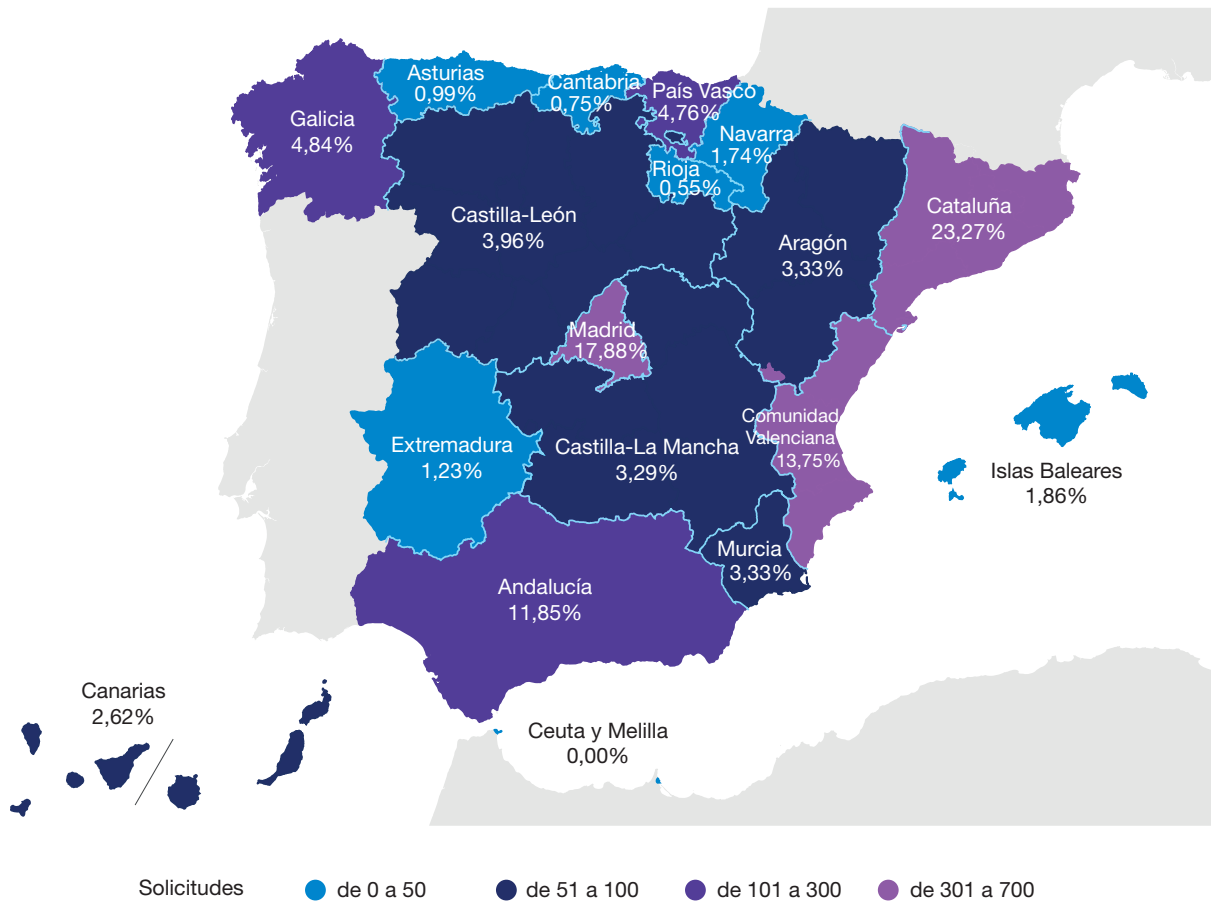 Asturias
0,99%
Cantabria
0,75%
País Vasco
4,76%
Galicia
4,84%
Navarra
1,74%
Rioja
0,55%
Castilla-León
3,96%
Aragón
3,33%
Cataluña
23,27%
Madrid
17,88%
Comunidad
Valenciana
13,75%
Extremadura
1,23%
Castilla-La Mancha
3,29%
Islas Baleares
1,86%
Murcia
3,33%
Andalucía
11,85%
Canarias
2,62%
Ceuta y Melilla
0,00%
Solicitudes de 0 a 50 de 51 a 100 de 101 a 300 de 301 a 700